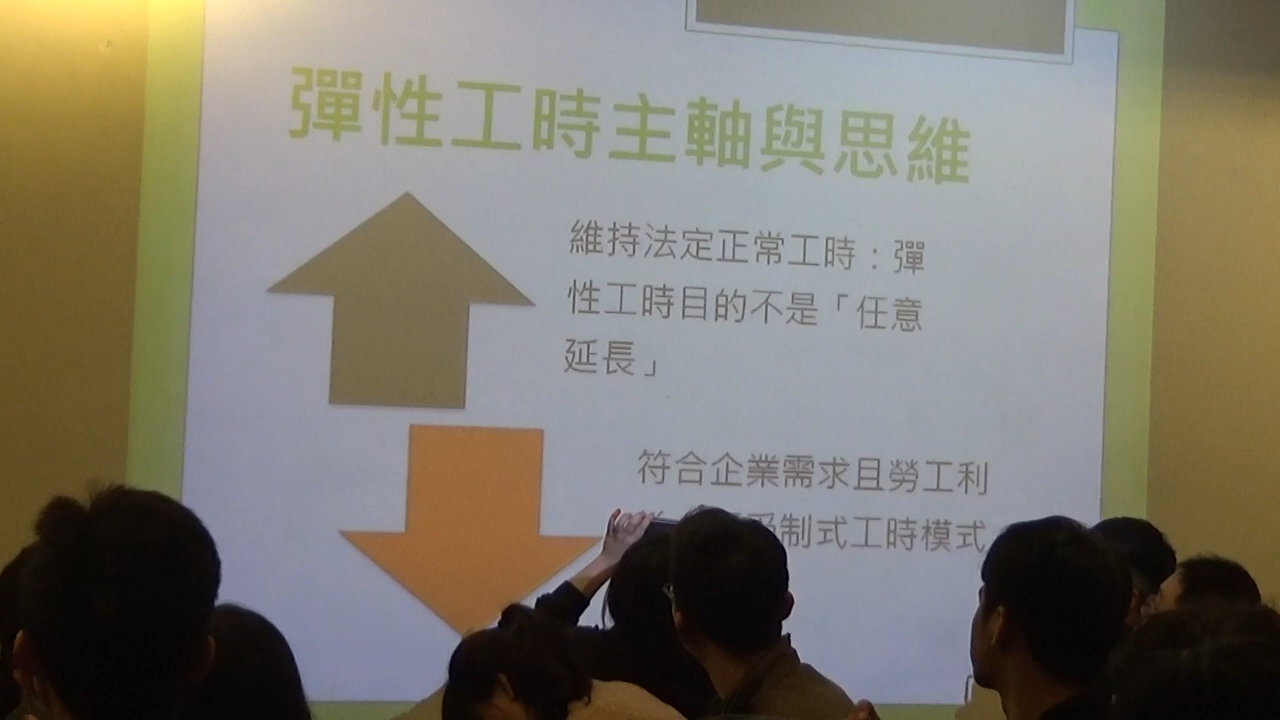 彈性工時主軸與思維
維持法定正常工時：彈
性工時目的不是「任意
延長」
符合企業需求且勞工利
制式工時模式